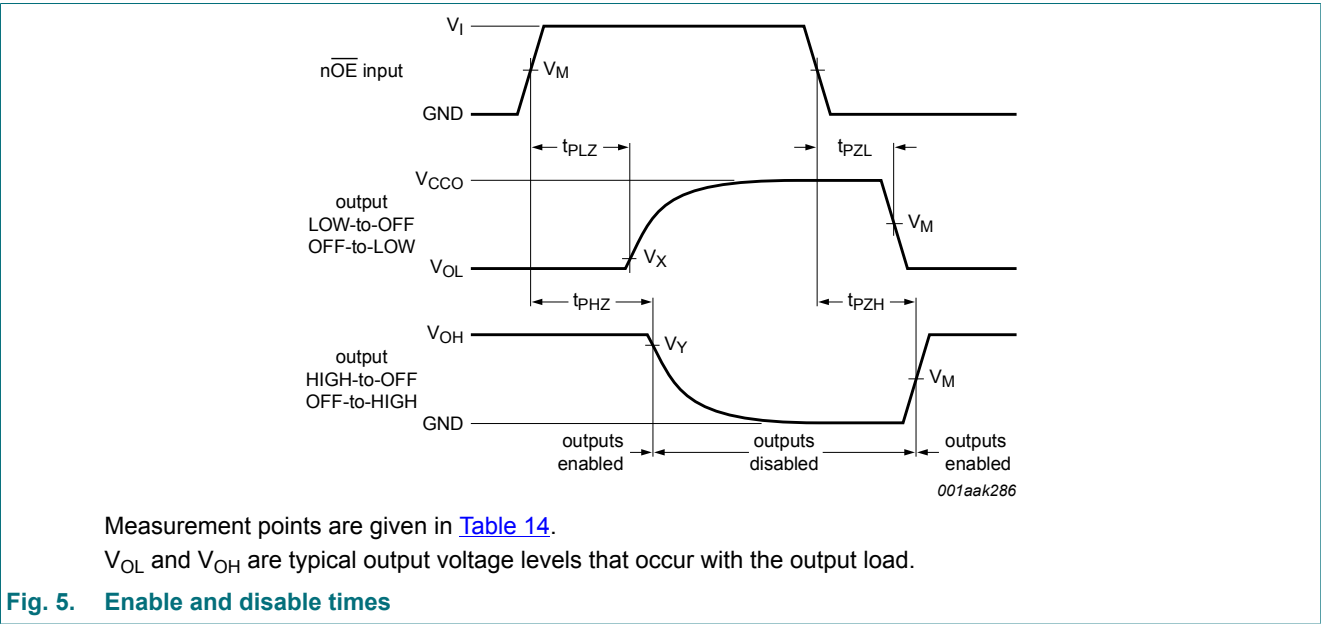 V_I
nOE input
V_M
GND
t_PLZ
t_PZL
V_CCO
output
LOW-to-OFF
OFF-to-LOW
V_M
V_X
V_OL
t_PHZ
t_PZH
V_OH
V_Y
output
HIGH-to-OFF
OFF-to-HIGH
V_M
GND
outputs
enabled
outputs
disabled
outputs
enabled
001aak286
Measurement points are given in Table 14.
V_OL and V_OH are typical output voltage levels that occur with the output load.
Fig. 5. Enable and disable times